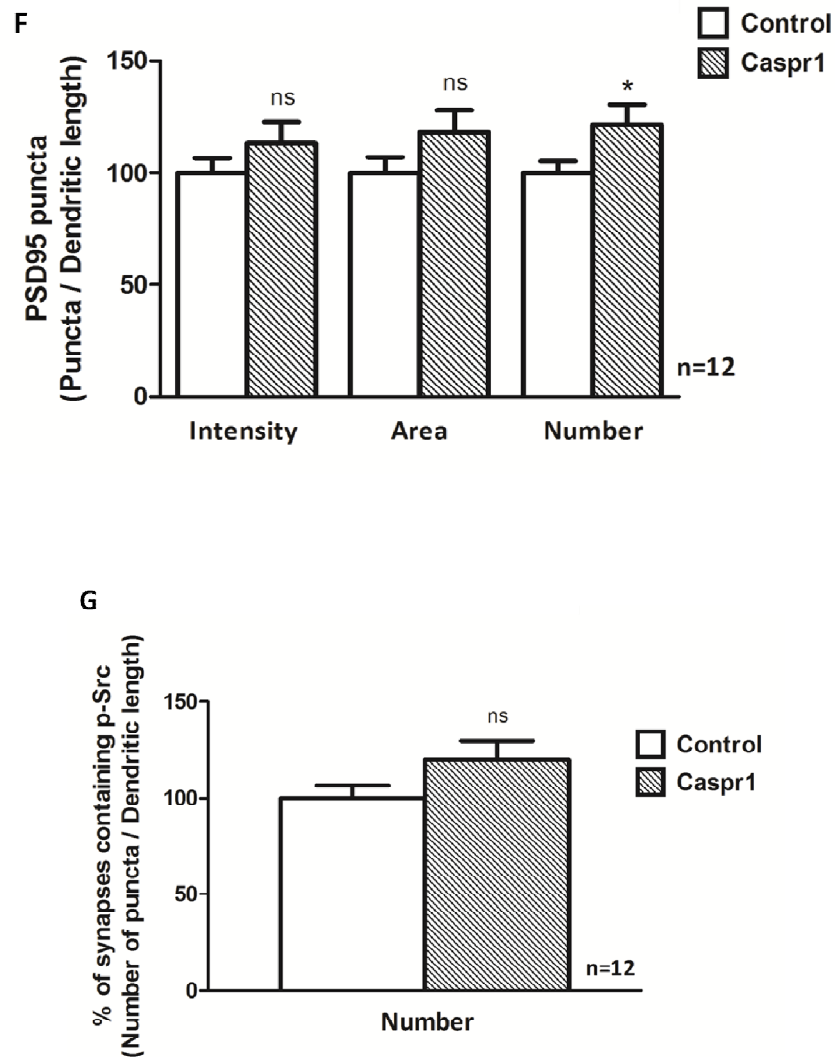 F
Control
Caspr1
PSD95 puncta
(Puncta / Dendritic length)
150
100
50
0
ns
ns
*
n=12
Intensity
Area
Number
G
% of synapses containing p-Src
(Number of puncta / Dendritic length)
150
100
50
0
ns
Control
Caspr1
n=12
Number